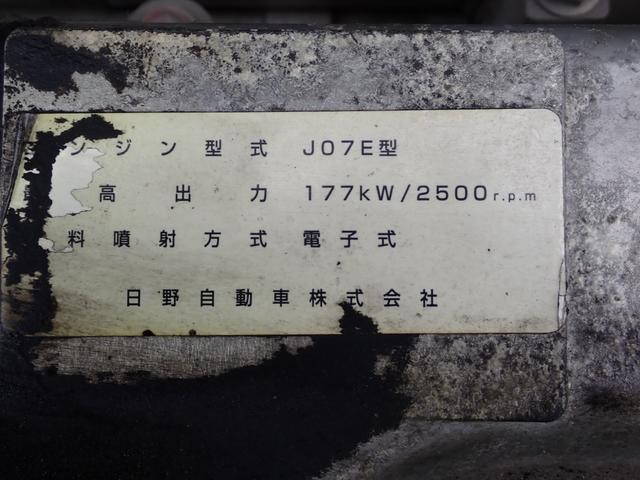 ンジン型式 J07E型
高出力 177kW/2500r.p.m
料噴射方式 電子式
日野自動車株式会社